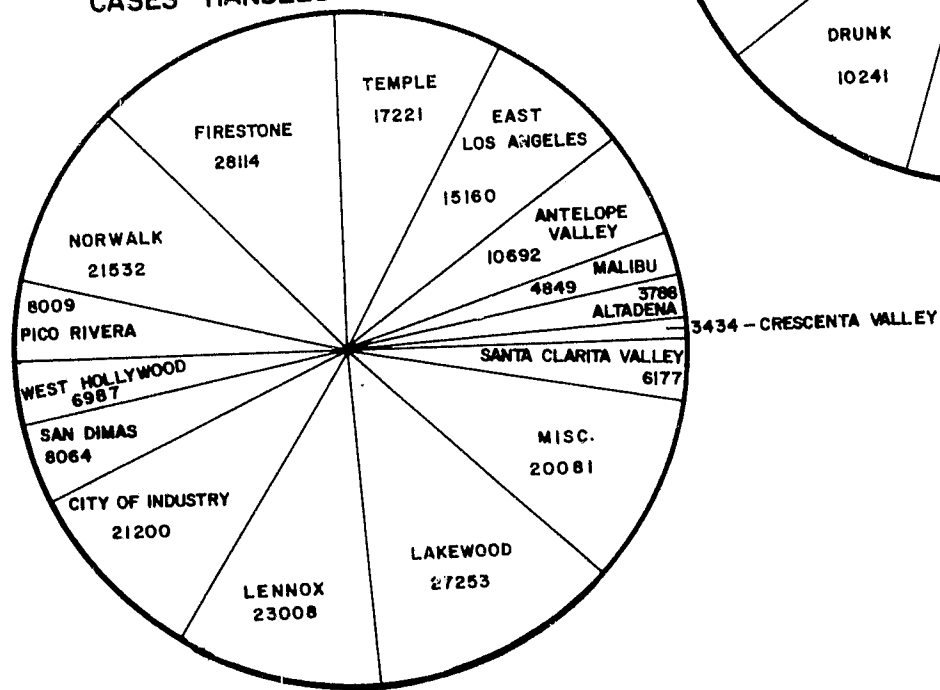 CASES
DRUNK
10241
TEMPLE
17221
EAST
LOS ANGELES
15160
ANTELOPE
VALLEY
10692
MALIBU
4849
3786
ALTADENA
3434 – CRESCENTA VALLEY
SANTA CLARITA VALLEY
6177
MISC.
20081
LAKEWOOD
27253
LENNOX
23008
CITY OF INDUSTRY
21200
SAN DIMAS
8064
WEST HOLLYWOOD
6987
8009
PICO RIVERA
NORWALK
21532
FIRESTONE
28114